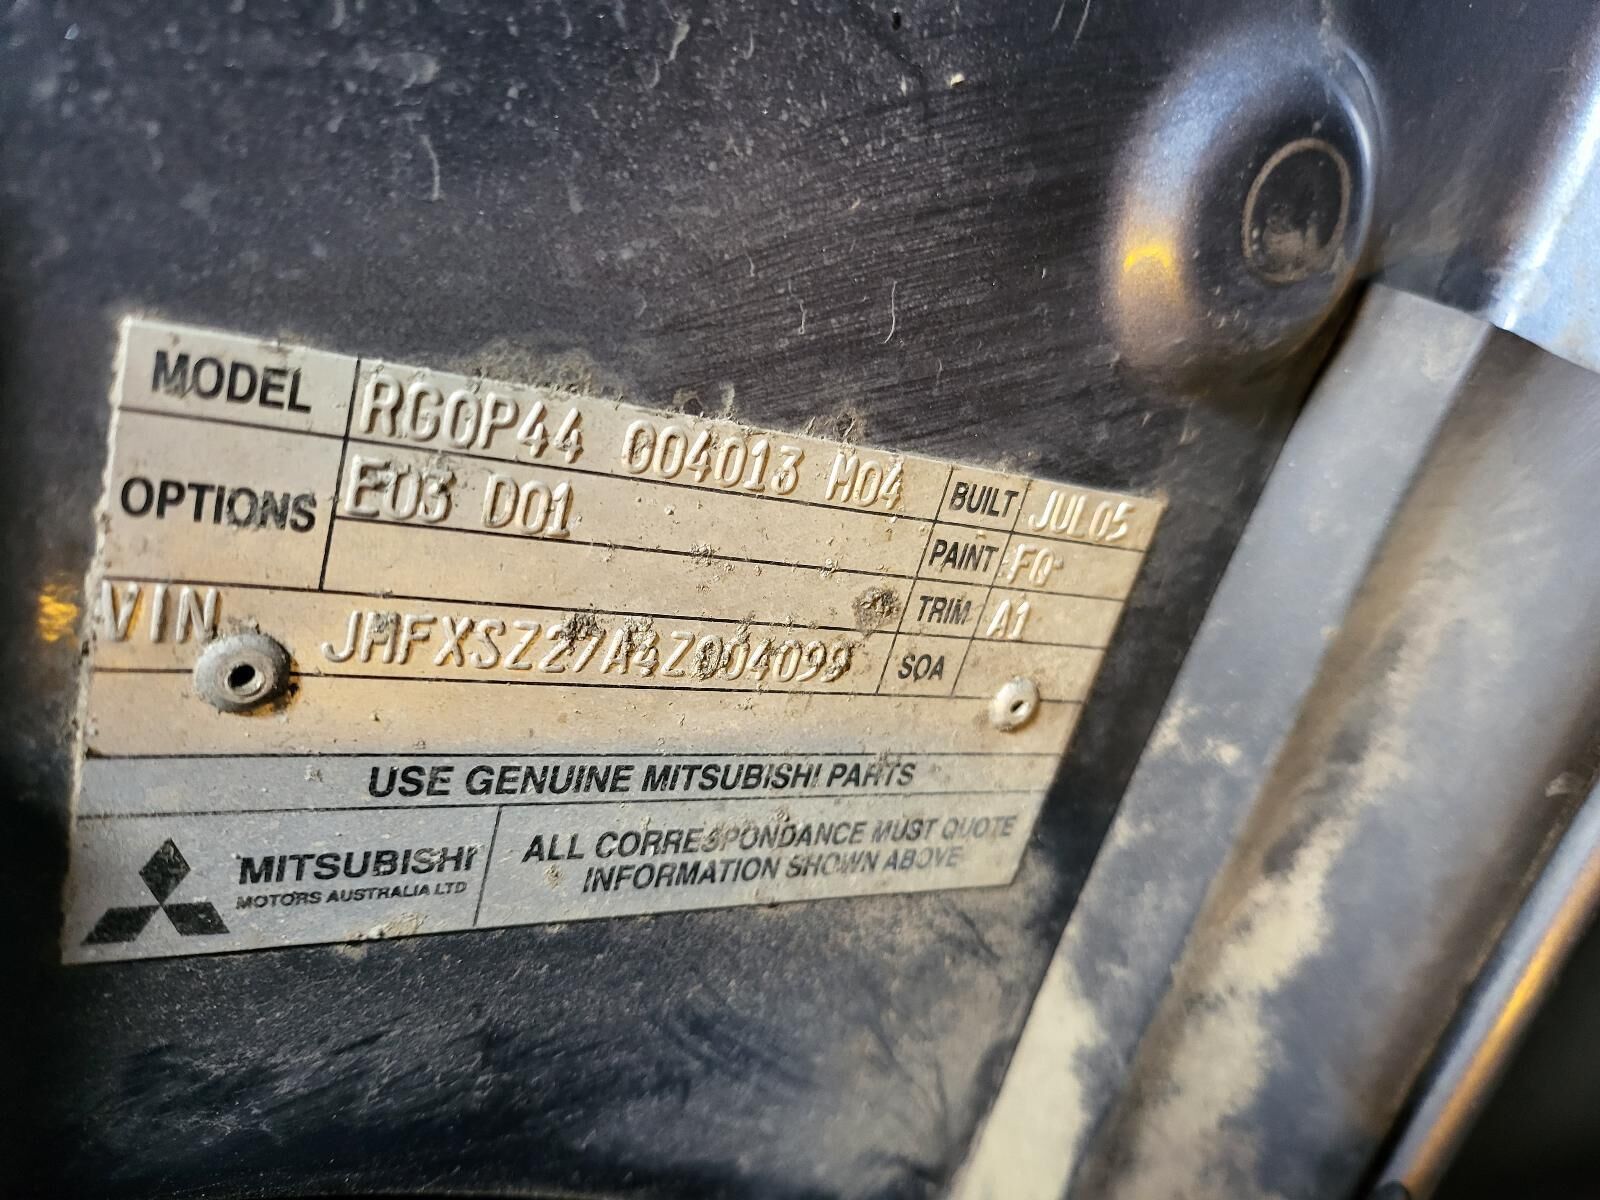 MODEL RG0P44 004013 M04 BUILT JUL05
OPTIONS E03 D01 PAINT F0
TRIM A1
VIN JMFXSZ27A4Z004099 SOA
USE GENUINE MITSUBISHI PARTS
MITSUBISHI
MOTORS AUSTRALIA LTD
ALL CORRESPONDANCE MUST QUOTE
INFORMATION SHOWN ABOVE